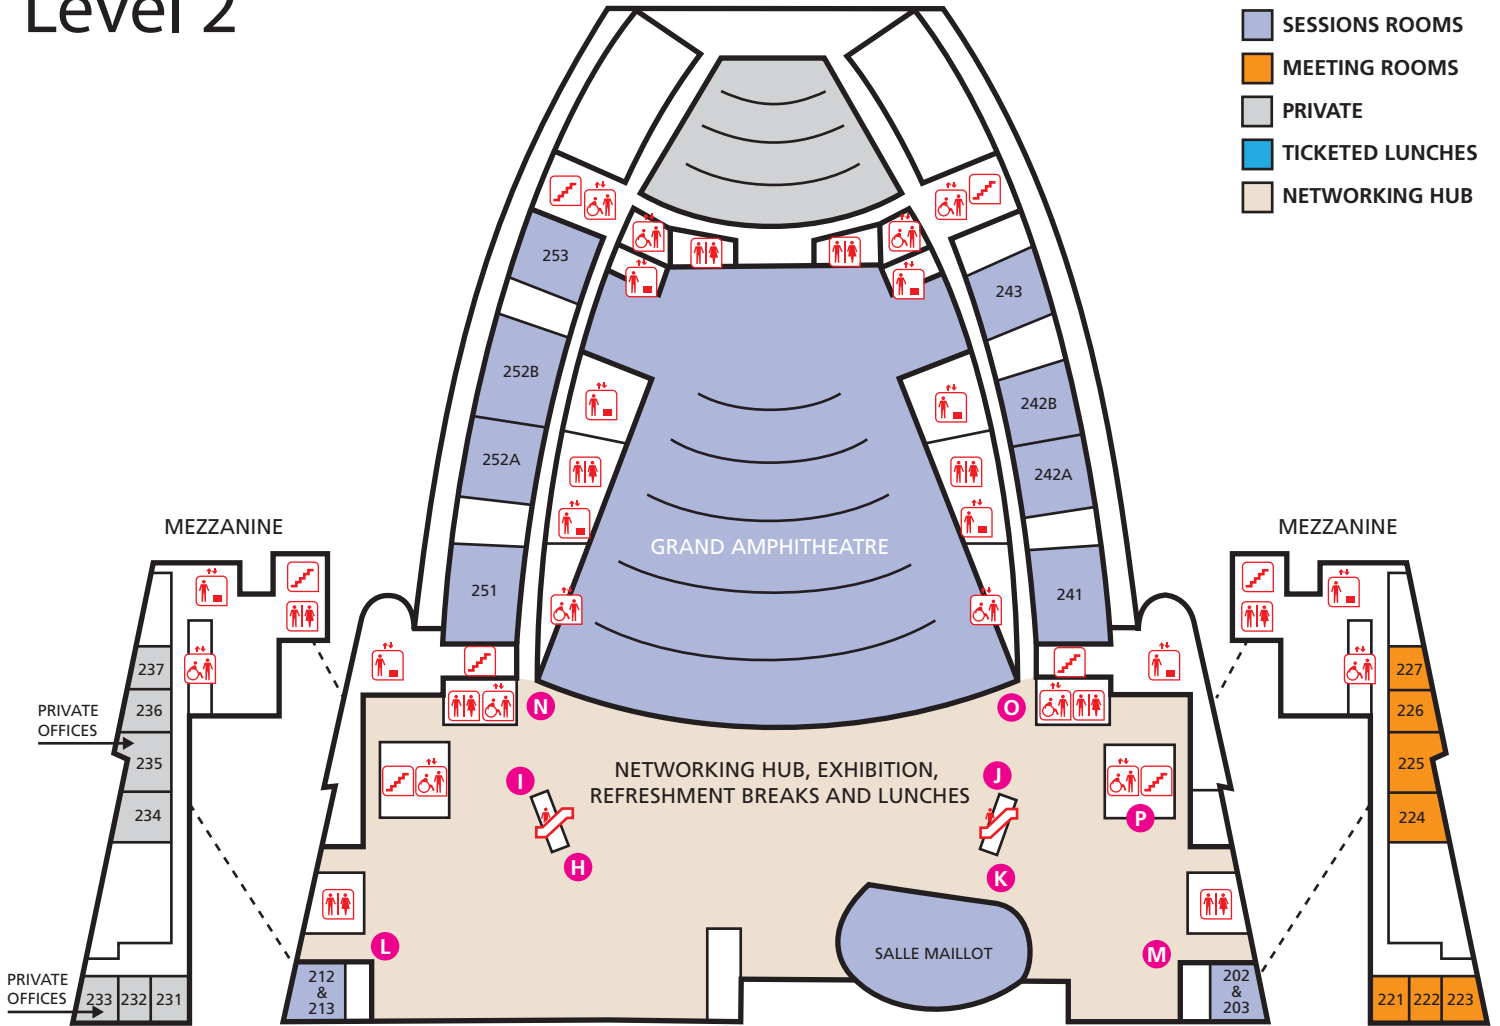 Level 2
SESSIONS ROOMS
MEETING ROOMS
PRIVATE
TICKETED LUNCHES
NETWORKING HUB
253
243
252B
242B
252A
242A
MEZZANINE
MEZZANINE
GRAND AMPHITHEATRE
251
241
237
227
236
226
PRIVATE
OFFICES
N
O
235
225
NETWORKING HUB, EXHIBITION,
REFRESHMENT BREAKS AND LUNCHES
I
J
234
224
P
H
K
L
M
SALLE MAILLOT
PRIVATE
OFFICES
233
232
231
212
&
213
202
&
203
221
222
223